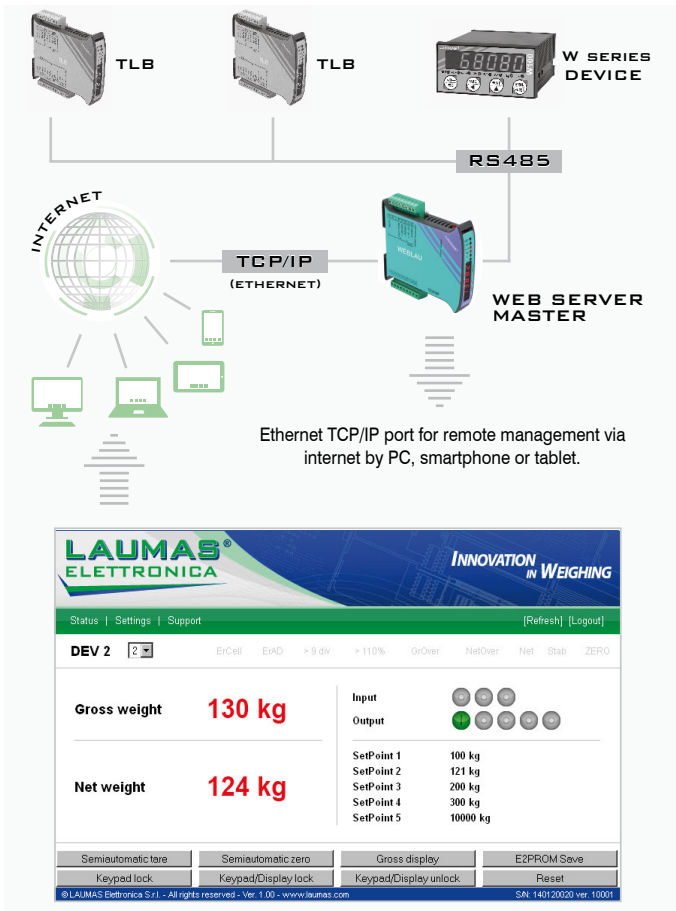 TLB
TLB
W SERIES
DEVICE
68080
RS485
INTERNET
TCP/IP
(ETHERNET)
WEBLAU
WEB SERVER
MASTER
Ethernet TCP/IP port for remote management via
internet by PC, smartphone or tablet.
LAUMAS®
ELETTRONICA
INNOVATION
IN WEIGHING
Status | Settings | Support
[Refresh] [Logout]
DEV 2 2 ErCell ErAD > 9 div > 110% GrOver NetOver Net Stab ZERO
Gross weight 130 kg
Input
Output
Net weight 124 kg
SetPoint 1 100 kg
SetPoint 2 121 kg
SetPoint 3 200 kg
SetPoint 4 300 kg
SetPoint 5 10000 kg
Semiautomatic tare Semiautomatic zero Gross display E2PROM Save
Keypad lock Keypad/Display lock Keypad/Display unlock Reset
© LAUMAS Elettronica S.r.l. - All rights reserved - Ver. 1.00 - www.laumas.com S/N: 140120020 ver. 10001